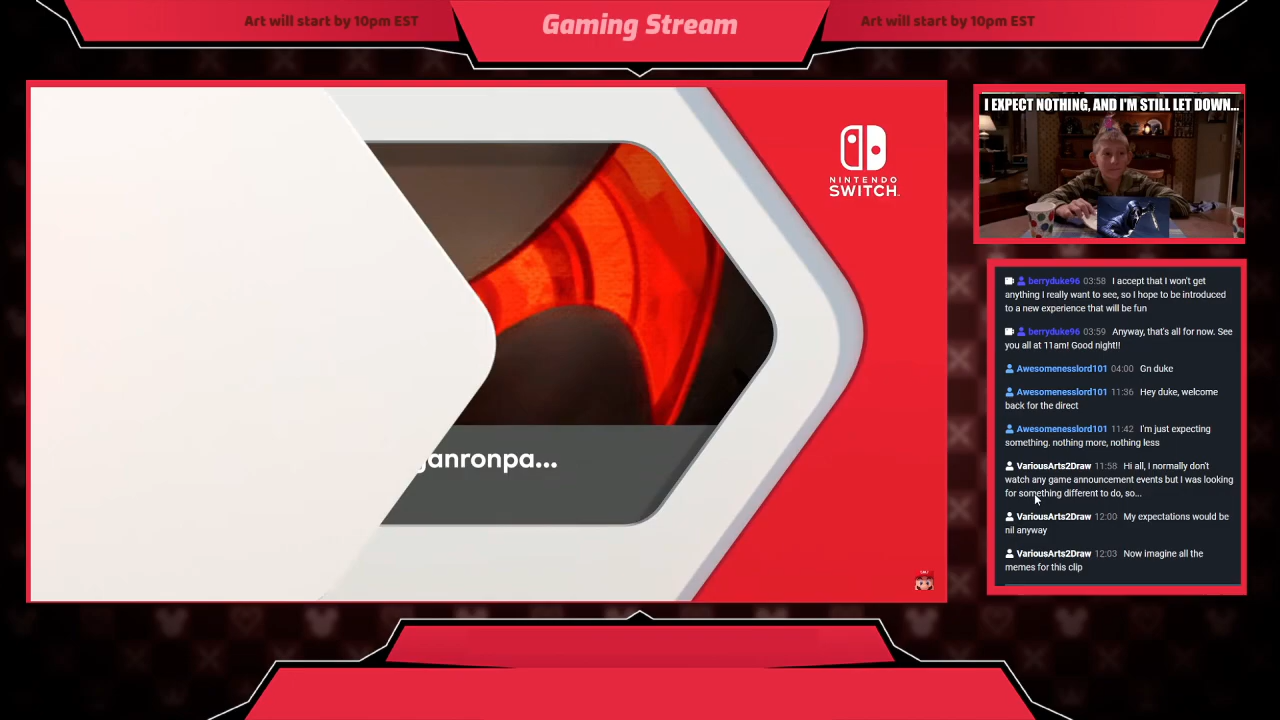 Art will start by 10pm EST
Gaming Stream
Art will start by 10pm EST
NINTENDO
SWITCH
ganronpa...
I EXPECT NOTHING, AND I'M STILL LET DOWN...
berryduke96 03:58 I accept that I won't get
anything I really want to see, so I hope to be introduced
to a new experience that will be fun
berryduke96 03:59 Anyway, that's all for now. See
you all at 11am! Good night!!
Awesomenesslord101 04:00 Gn duke
Awesomenesslord101 11:36 Hey duke, welcome
back for the direct
Awesomenesslord101 11:42 I'm just expecting
something. nothing more, nothing less
VariousArts2Draw 11:58 Hi all, I normally don't
watch any game announcement events but I was looking
for something different to do, so...
VariousArts2Draw 12:00 My expectations would be
nil anyway
VariousArts2Draw 12:03 Now imagine all the
memes for this clip